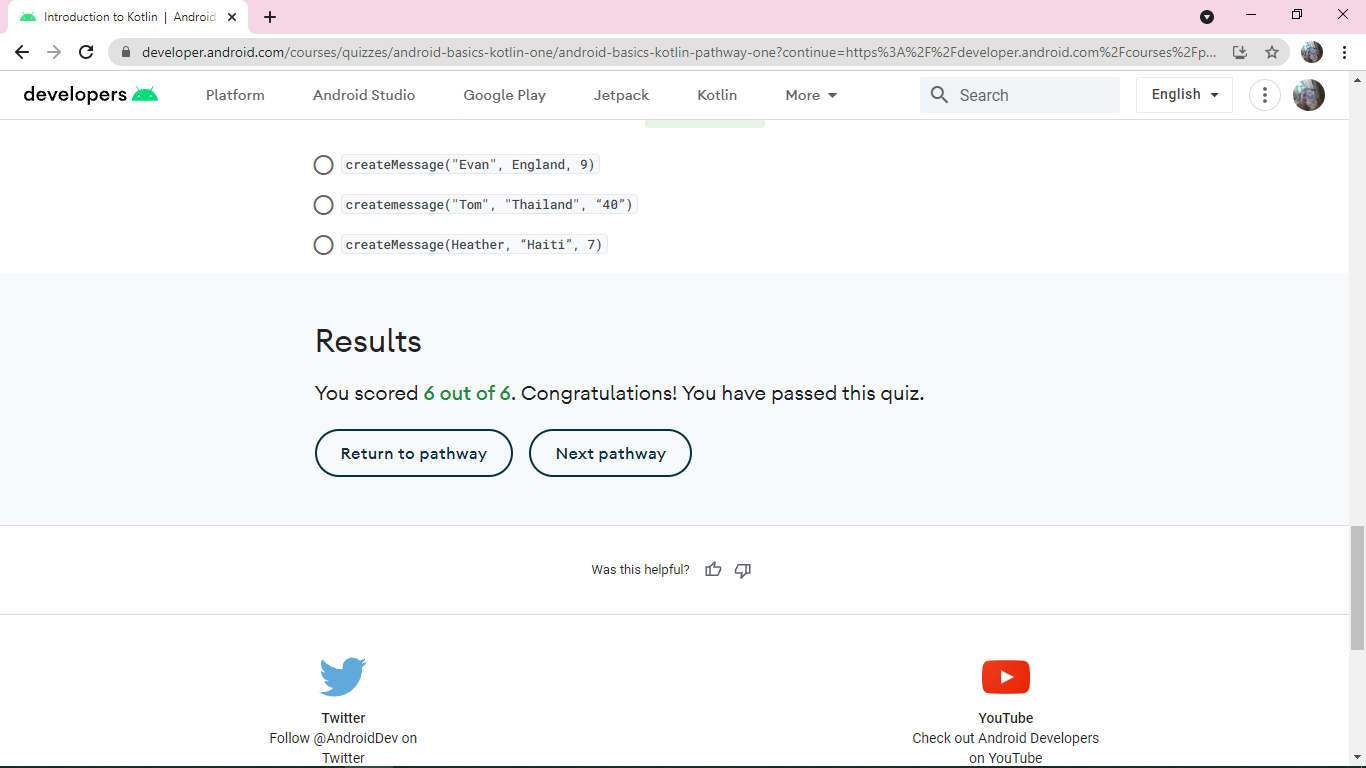 Introduction to Kotlin | Android
developer.android.com/courses/quizzes/android-basics-kotlin-one/android-basics-kotlin-pathway-one?continue=https%3A%2F%2Fdeveloper.android.com%2Fcourses%2Fp...
developers Platform Android Studio Google Play Jetpack Kotlin More Search English
createMessage("Evan", England, 9)
createmessage("Tom", "Thailand", “40”)
createMessage(Heather, “Haiti”, 7)
Results
You scored 6 out of 6. Congratulations! You have passed this quiz.
Return to pathway Next pathway
Was this helpful?
Twitter
Follow @AndroidDev on
Twitter
YouTube
Check out Android Developers
on YouTube